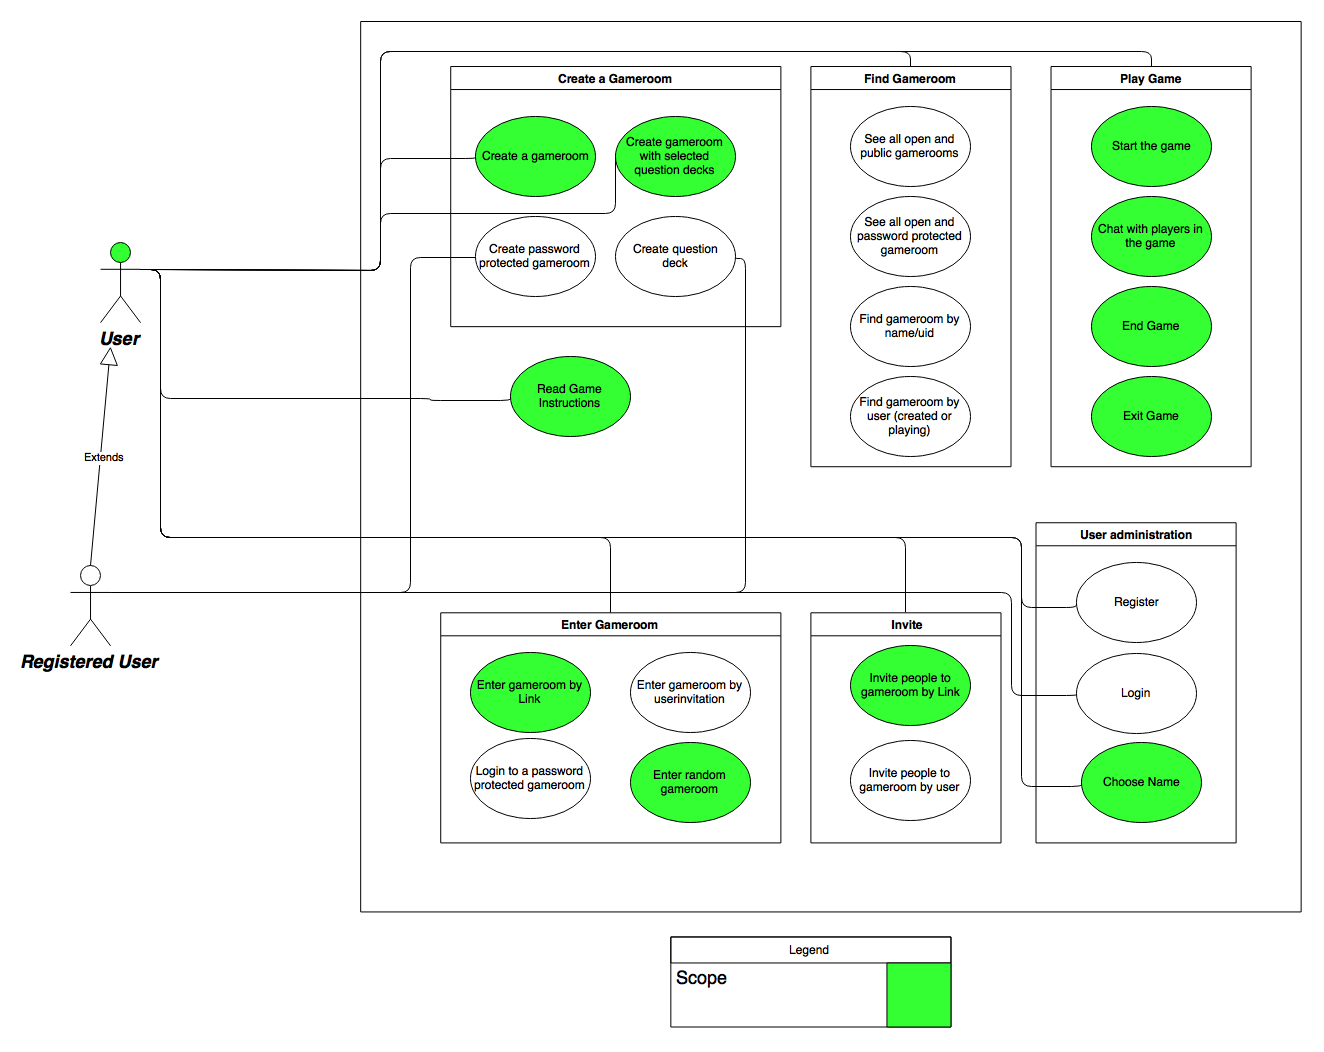 Create a Gameroom
Create a gameroom
Create gameroom
with selected
question decks
Create password
protected gameroom
Create question
deck
Find Gameroom
See all open and
public gamerooms
See all open and
password protected
gameroom
Find gameroom by
name/uid
Find gameroom by
user (created or
playing)
Play Game
Start the game
Chat with players in
the game
End Game
Exit Game
User
Read Game
Instructions
Extends
Registered User
Enter Gameroom
Enter gameroom by
Link
Enter gameroom by
userinvitation
Login to a password
protected gameroom
Enter random
gameroom
Invite
Invite people to
gameroom by Link
Invite people to
gameroom by user
User administration
Register
Login
Choose Name
Legend
Scope